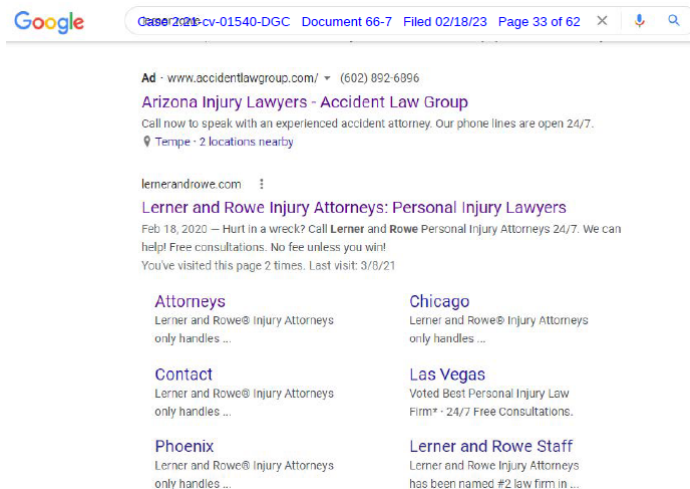 Google
Case 2:21-cv-01540-DGC Document 66-7 Filed 02/18/23 Page 33 of 62
Ad · www.accidentlawgroup.com/ (602) 892-6896
Arizona Injury Lawyers - Accident Law Group
Call now to speak with an experienced accident attorney. Our phone lines are open 24/7.
Tempe · 2 locations nearby
lernerandrowe.com
Lerner and Rowe Injury Attorneys: Personal Injury Lawyers
Feb 18, 2020 — Hurt in a wreck? Call Lerner and Rowe Personal Injury Attorneys 24/7. We can
help! Free consultations. No fee unless you win!
You've visited this page 2 times. Last visit: 3/8/21
Attorneys
Lerner and Rowe® Injury Attorneys
only handles ...
Chicago
Lerner and Rowe® Injury Attorneys
only handles ...
Contact
Lerner and Rowe® Injury Attorneys
only handles ...
Las Vegas
Voted Best Personal Injury Law
Firm* · 24/7 Free Consultations.
Phoenix
Lerner and Rowe® Injury Attorneys
only handles ...
Lerner and Rowe Staff
Lerner and Rowe Injury Attorneys
has been named #2 law firm in ...